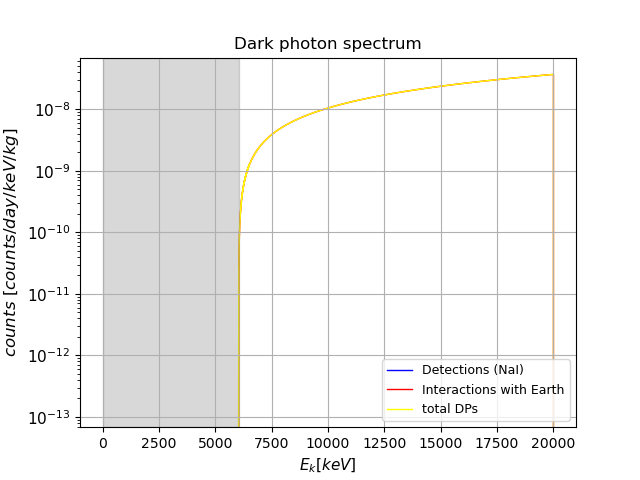 Dark photon spectrum
counts [counts/day/keV/kg]
10⁻⁸
10⁻⁹
10⁻¹⁰
10⁻¹¹
10⁻¹²
10⁻¹³
Detections (NaI)
Interactions with Earth
total DPs
0 2500 5000 7500 10000 12500 15000 17500 20000
Eₖ[keV]